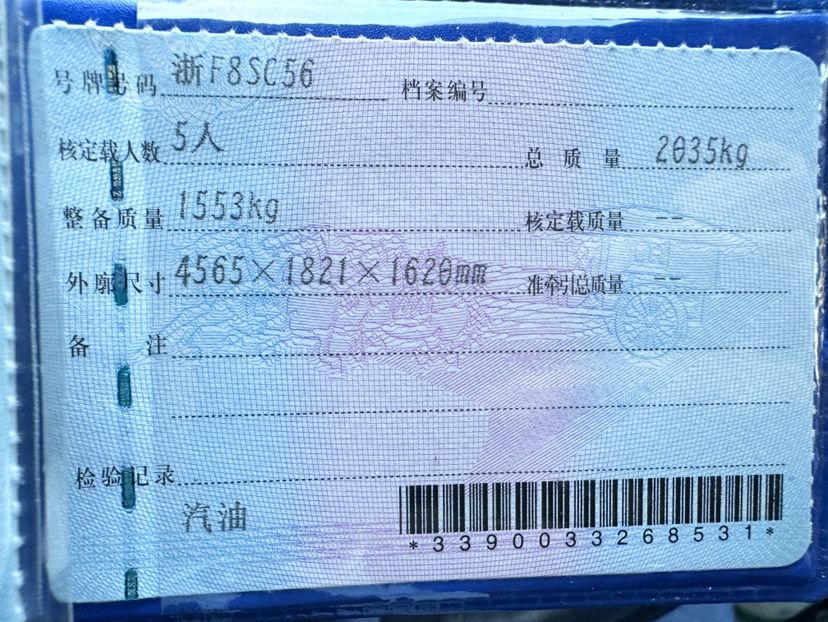 号牌号码 浙F8SC56 档案编号
核定载人数 5人 总质量 2035kg
整备质量 1553kg 核定载质量 --
外廓尺寸 4565×1821×1620mm 准牵引总质量 --
备注
检验记录
汽油
*3390033268531*